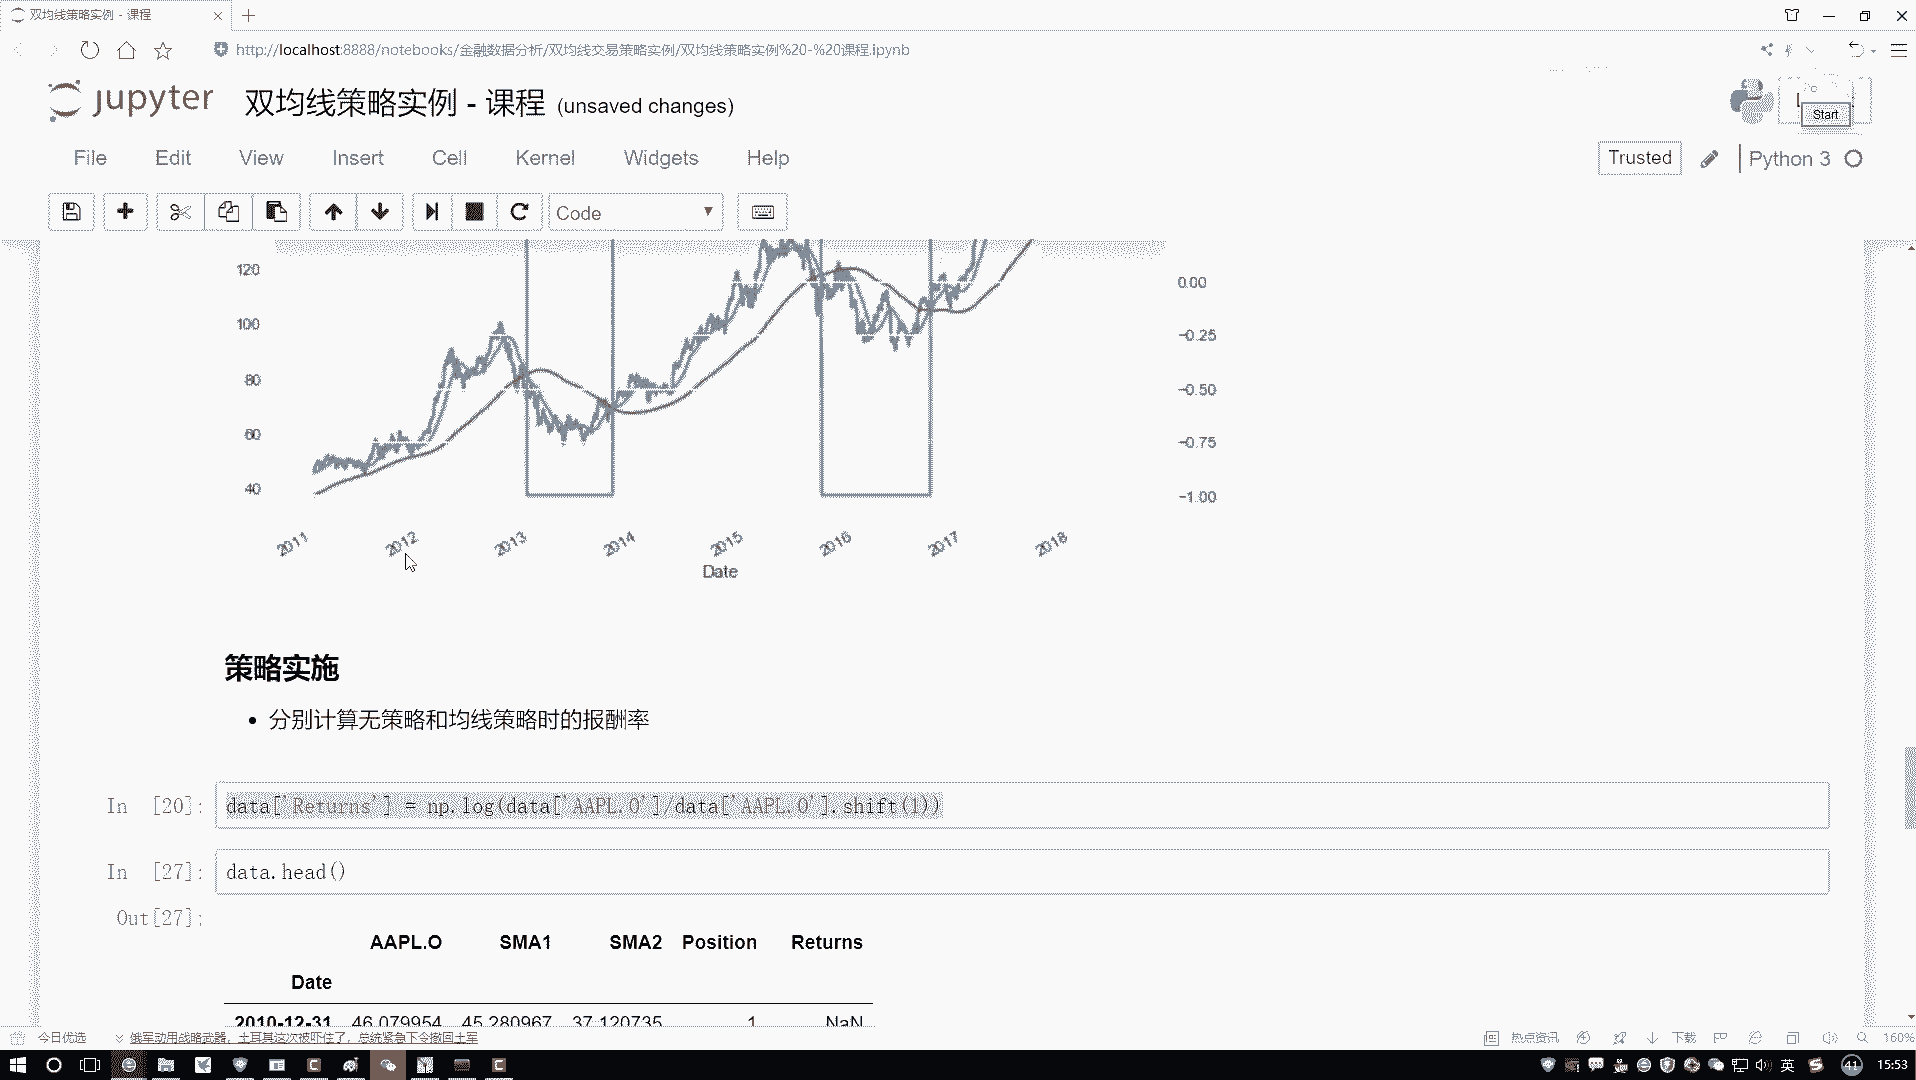 双均线策略实例 - 课程
http://localhost:8888/notebooks/金融数据分析/双均线交易策略实例/双均线策略实例%20-%20课程.ipynb
jupyter 双均线策略实例 - 课程 (unsaved changes)
Start
File Edit View Insert Cell Kernel Widgets Help
Trusted Python 3
Code
120
100
80
60
40
0.00
−0.25
−0.50
−0.75
−1.00
2011 2012 2013 2014 2015 2016 2017 2018
Date
策略实施
分别计算无策略和均线策略时的报酬率
In [20]: data['Returns'] = np.log(data['AAPL.O']/data['AAPL.O'].shift(1))
In [27]: data.head()
Out[27]:
AAPL.O SMA1 SMA2 Position Returns
Date
2010-12-31 46.079954 45.280967 37.120735 1 NaN
今日优选 俄军动用战略武器，土耳其这次被吓住了，总统紧急下令撤回土军 热点资讯 下载 160%
英 41 15:53